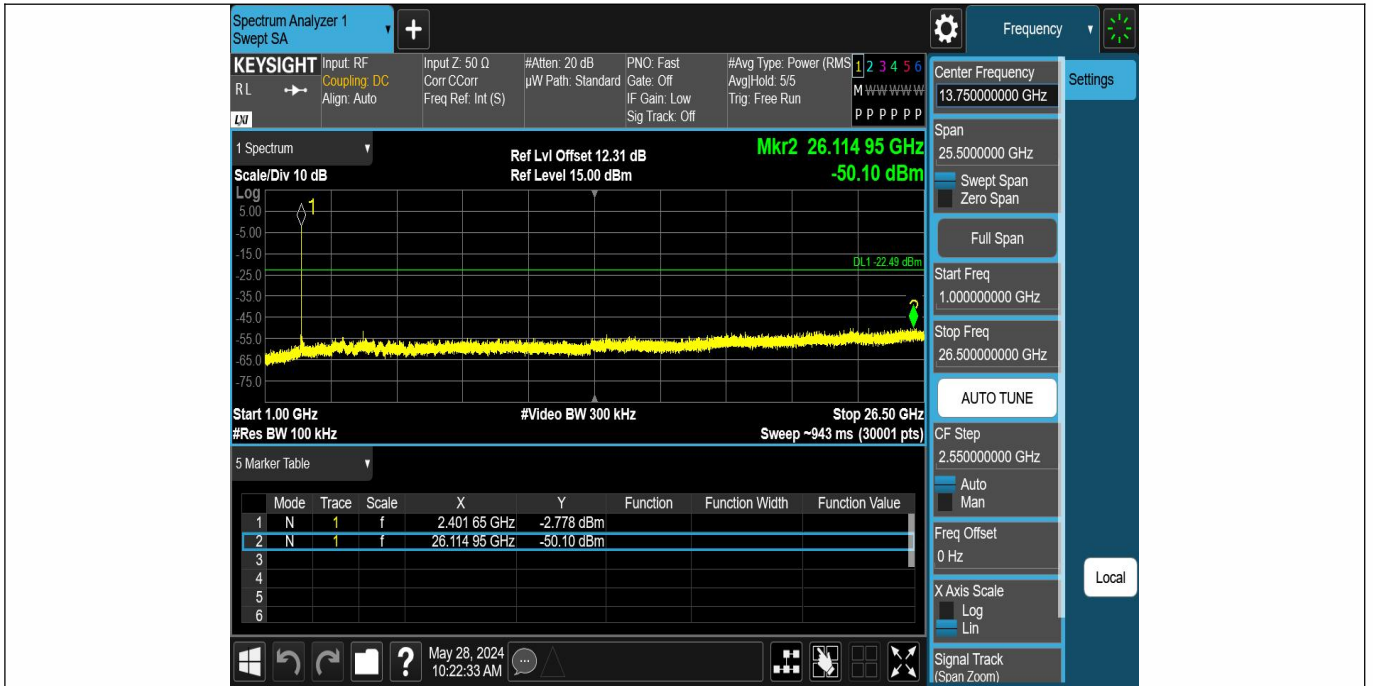 Spectrum Analyzer 1
Swept SA
+
Frequency
KEYSIGHT
RL
LXI
Input: RF
Coupling: DC
Align: Auto
Input Z: 50 Ω
Corr CCorr
Freq Ref: Int (S)
#Atten: 20 dB
µW Path: Standard
PNO: Fast
Gate: Off
IF Gain: Low
Sig Track: Off
#Avg Type: Power (RMS
Avg|Hold: 5/5
Trig: Free Run
1 2 3 4 5 6
M W W W W W
P P P P P P
Center Frequency
13.750000000 GHz
Settings
1 Spectrum
Scale/Div 10 dB
Ref Lvl Offset 12.31 dB
Ref Level 15.00 dBm
Mkr2 26.114 95 GHz
-50.10 dBm
Log
5.00
-5.00
-15.0
-25.0
-35.0
-45.0
-55.0
-65.0
-75.0
1
DL1 -22.49 dBm
2
Start 1.00 GHz
#Video BW 300 kHz
Stop 26.50 GHz
#Res BW 100 kHz
Sweep ~943 ms (30001 pts)
Span
25.5000000 GHz
Swept Span
Zero Span
Full Span
Start Freq
1.000000000 GHz
Stop Freq
26.500000000 GHz
AUTO TUNE
CF Step
2.550000000 GHz
Auto
Man
Freq Offset
0 Hz
X Axis Scale
Log
Lin
Signal Track
(Span Zoom)
Local
5 Marker Table
Mode Trace Scale X Y Function Function Width Function Value
1 N 1 f 2.401 65 GHz -2.778 dBm
2 N 1 f 26.114 95 GHz -50.10 dBm
3
4
5
6
?
May 28, 2024
10:22:33 AM